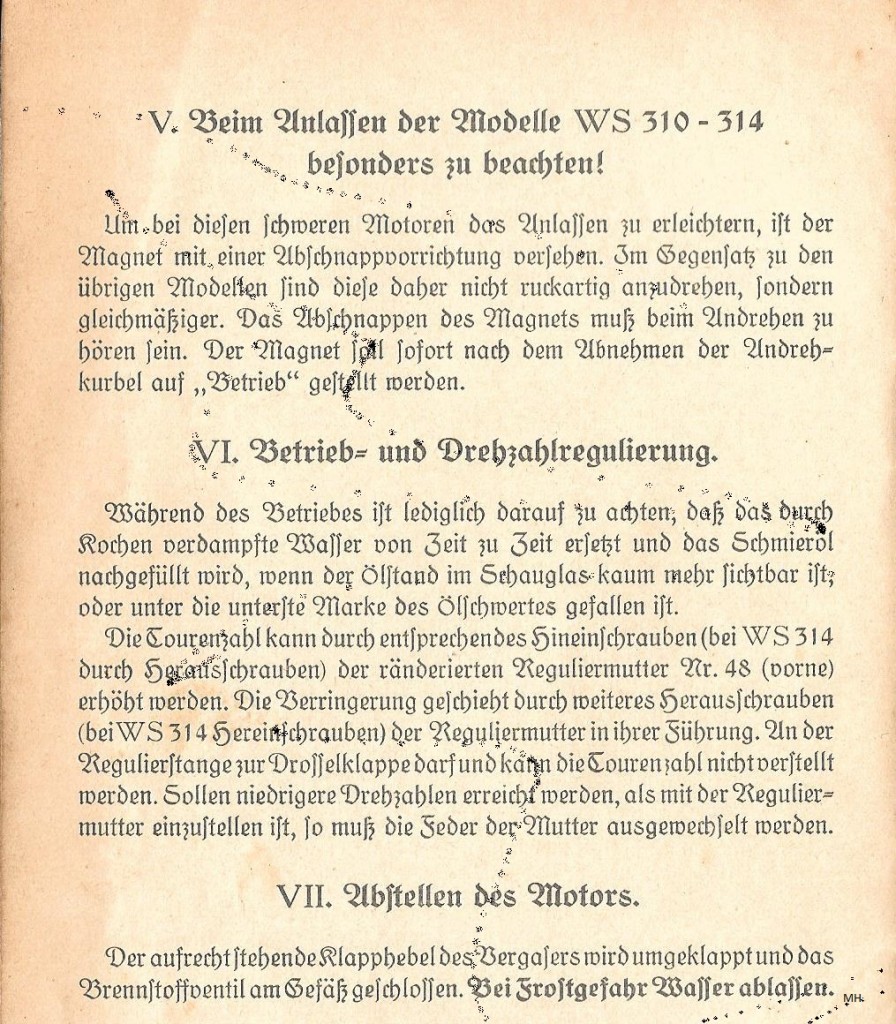 V. Beim Anlassen der Modelle WS 310 - 314
besonders zu beachten!
Um bei diesen schweren Motoren das Anlassen zu erleichtern, ist der
Magnet mit einer Abschnappvorrichtung versehen. Im Gegensatz zu den
übrigen Modellen sind diese daher nicht ruckartig anzudrehen, sondern
gleichmäßiger. Das Abschnappen des Magnets muß beim Andrehen zu
hören sein. Der Magnet soll sofort nach dem Abnehmen der Andreh-
kurbel auf „Betrieb“ gestellt werden.
VI. Betrieb- und Drehzahlregulierung.
Während des Betriebes ist lediglich darauf zu achten, daß das durch
Kochen verdampfte Wasser von Zeit zu Zeit ersetzt und das Schmieröl
nachgefüllt wird, wenn der Ölstand im Schauglas kaum mehr sichtbar ist,
oder unter die unterste Marke des Ölschwertes gefallen ist.
Die Tourenzahl kann durch entsprechendes Hineinschrauben (bei WS 314
durch Herausschrauben) der ränderierten Reguliermutter Nr. 48 (vorne)
erhöht werden. Die Verringerung geschieht durch weiteres Herausschrauben
(bei WS 314 Hereinschrauben) der Reguliermutter in ihrer Führung. An der
Regulierstange zur Drosselklappe darf und kann die Tourenzahl nicht verstellt
werden. Sollen niedrigere Drehzahlen erreicht werden, als mit der Regulier-
mutter einzustellen ist, so muß die Feder der Mutter ausgewechselt werden.
VII. Abstellen des Motors.
Der aufrecht stehende Klapphebel des Vergasers wird umgeklappt und das
Brennstoffventil am Gefäß geschlossen. Bei Frostgefahr Wasser ablassen.
MH